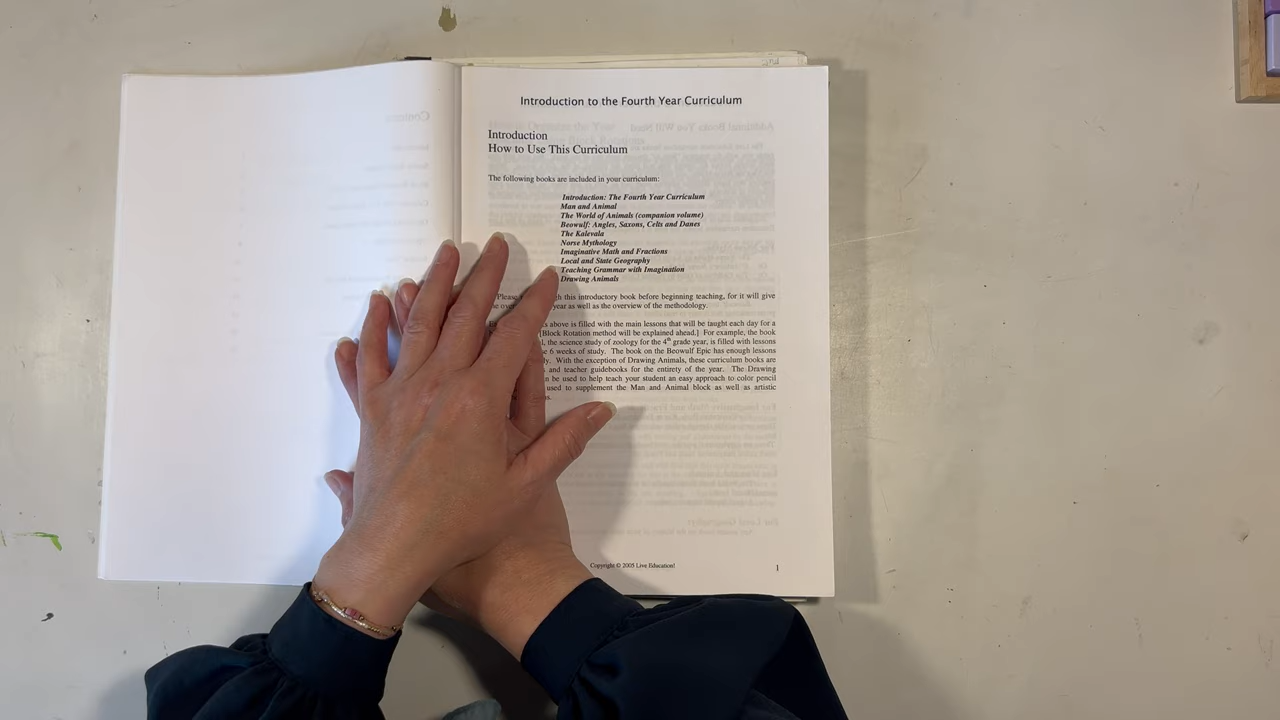 Introduction to the Fourth Year Curriculum
Introduction
How to Use This Curriculum
The following books are included in your curriculum:
Introduction: The Fourth Year Curriculum
Man and Animal
The World of Animals (companion volume)
Beowulf: Angles, Saxons, Celts and Danes
The Kalevala
Norse Mythology
Imaginative Math and Fractions
Local and State Geography
Teaching Grammar with Imagination
Drawing Animals
Please this introductory book before beginning teaching, for it will give
year as well as the overview of the methodology.
above is filled with the main lessons that will be taught each day for a
[Block Rotation method will be explained ahead.] For example, the book
the science study of zoology for the 4th grade year, is filled with lessons
6 weeks of study. The book on the Beowulf Epic has enough lessons
With the exception of Drawing Animals, these curriculum books are
and teacher guidebooks for the entirety of the year. The Drawing
be used to help teach your student an easy approach to color pencil
used to supplement the Man and Animal block as well as artistic
Copyright © 2005 Live Education!
1